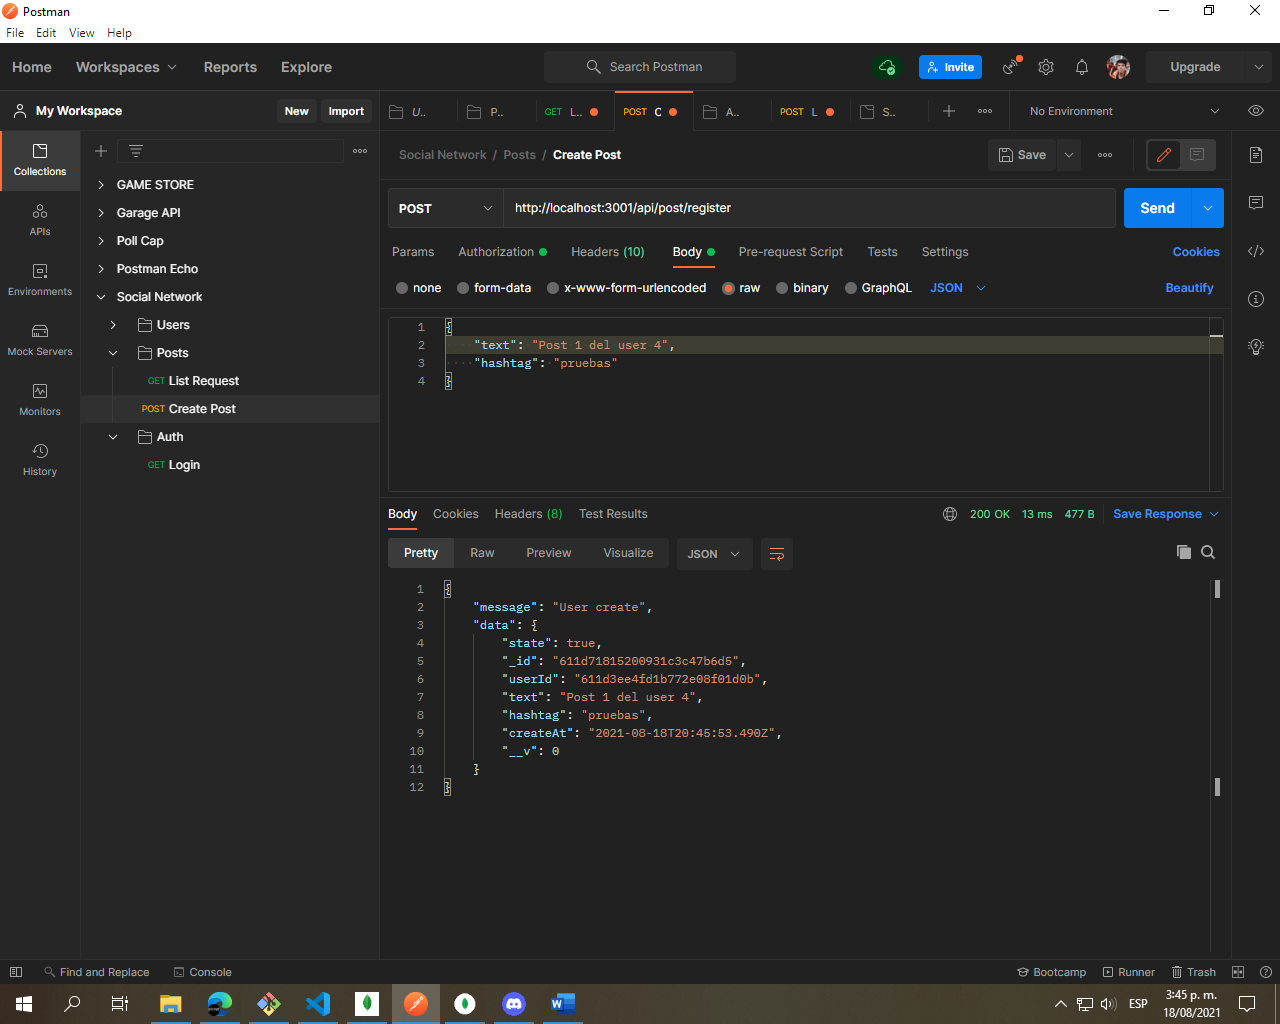 Postman
File Edit View Help
Home Workspaces Reports Explore Search Postman Invite Upgrade
My Workspace New Import U.. P.. GET L.. POST C A.. POST L S.. No Environment
Social Network / Posts / Create Post Save
Collections
APIs
Environments
Mock Servers
Monitors
History
GAME STORE
Garage API
Poll Cap
Postman Echo
Social Network
Users
Posts
GET List Request
POST Create Post
Auth
GET Login
POST http://localhost:3001/api/post/register Send
Params Authorization Headers (10) Body Pre-request Script Tests Settings Cookies
none form-data x-www-form-urlencoded raw binary GraphQL JSON Beautify
1 {
2 "text": "Post 1 del user 4",
3 "hashtag": "pruebas"
4 }
Body Cookies Headers (8) Test Results 200 OK 13 ms 477 B Save Response
Pretty Raw Preview Visualize JSON
1 {
2 "message": "User create",
3 "data": {
4 "state": true,
5 "_id": "611d71815200931c3c47b6d5",
6 "userId": "611d3ee4fd1b772e08f01d0b",
7 "text": "Post 1 del user 4",
8 "hashtag": "pruebas",
9 "createAt": "2021-08-18T20:45:53.490Z",
10 "__v": 0
11 }
12 }
Find and Replace Console Bootcamp Runner Trash
ESP 3:45 p. m.
18/08/2021